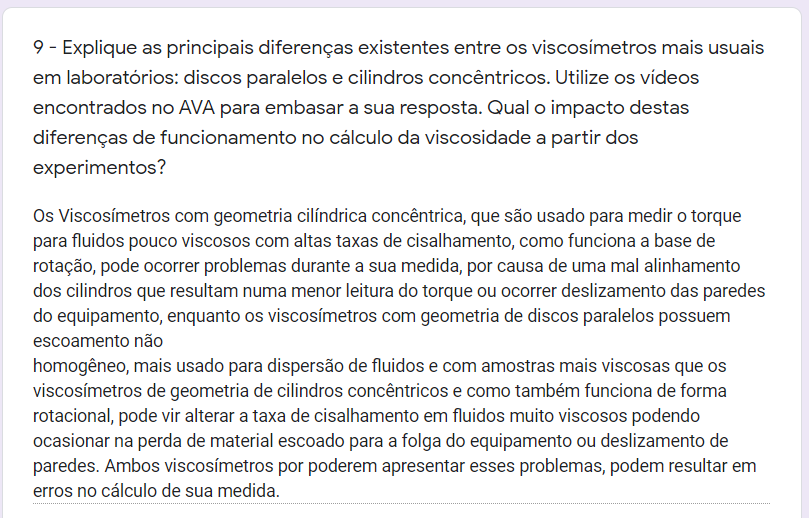 9 - Explique as principais diferenças existentes entre os viscosímetros mais usuais
em laboratórios: discos paralelos e cilindros concêntricos. Utilize os vídeos
encontrados no AVA para embasar a sua resposta. Qual o impacto destas
diferenças de funcionamento no cálculo da viscosidade a partir dos
experimentos?
Os Viscosímetros com geometria cilíndrica concêntrica, que são usado para medir o torque
para fluidos pouco viscosos com altas taxas de cisalhamento, como funciona a base de
rotação, pode ocorrer problemas durante a sua medida, por causa de uma mal alinhamento
dos cilindros que resultam numa menor leitura do torque ou ocorrer deslizamento das paredes
do equipamento, enquanto os viscosímetros com geometria de discos paralelos possuem
escoamento não
homogêneo, mais usado para dispersão de fluidos e com amostras mais viscosas que os
viscosímetros de geometria de cilindros concêntricos e como também funciona de forma
rotacional, pode vir alterar a taxa de cisalhamento em fluidos muito viscosos podendo
ocasionar na perda de material escoado para a folga do equipamento ou deslizamento de
paredes. Ambos viscosímetros por poderem apresentar esses problemas, podem resultar em
erros no cálculo de sua medida.